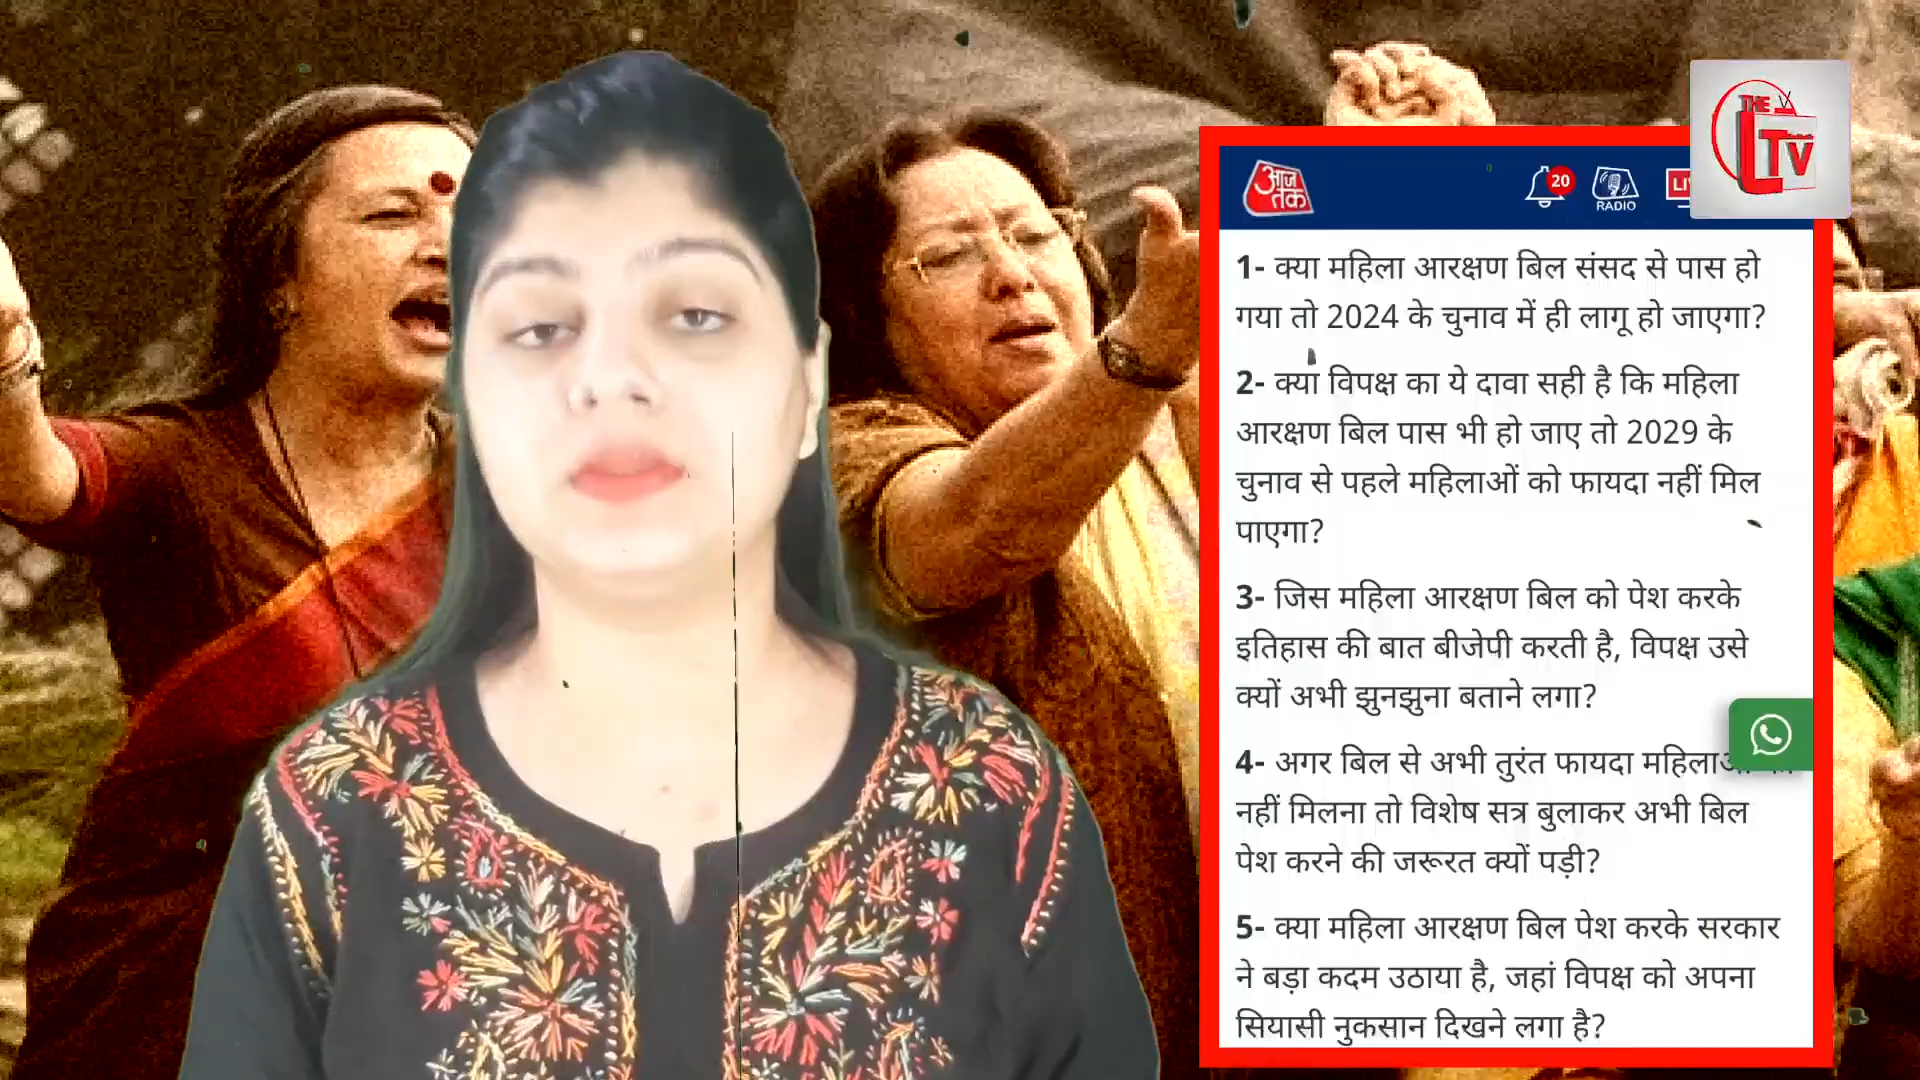 THE
L TV
आज
तक
20
RADIO
1- क्या महिला आरक्षण बिल संसद से पास हो
गया तो 2024 के चुनाव में ही लागू हो जाएगा?
2- क्या विपक्ष का ये दावा सही है कि महिला
आरक्षण बिल पास भी हो जाए तो 2029 के
चुनाव से पहले महिलाओं को फायदा नहीं मिल
पाएगा?
3- जिस महिला आरक्षण बिल को पेश करके
इतिहास की बात बीजेपी करती है, विपक्ष उसे
क्यों अभी झुनझुना बताने लगा?
4- अगर बिल से अभी तुरंत फायदा
नहीं मिलना तो विशेष सत्र बुलाकर अभी बिल
पेश करने की जरूरत क्यों पड़ी?
5- क्या महिला आरक्षण बिल पेश करके सरकार
ने बड़ा कदम उठाया है, जहां विपक्ष को अपना
सियासी नुकसान दिखने लगा है?